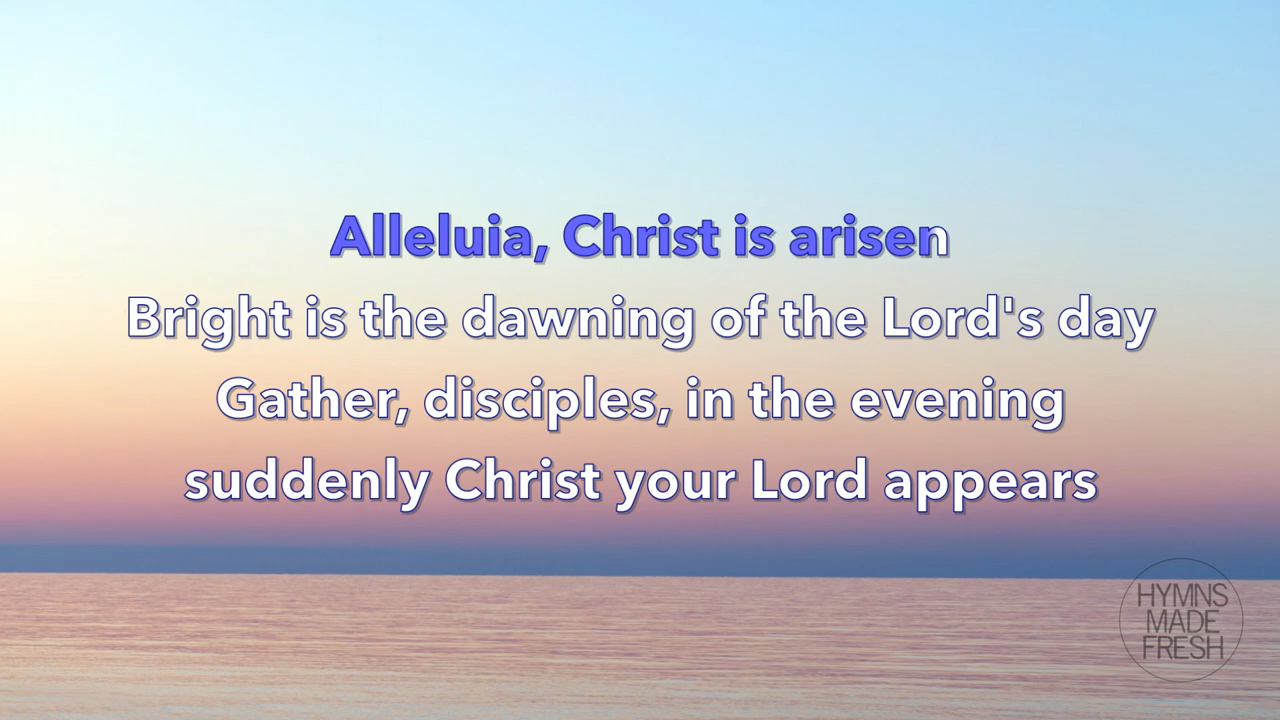 Alleluia, Christ is arisen
Bright is the dawning of the Lord's day
Gather, disciples, in the evening
suddenly Christ your Lord appears
HYMNS
MADE
FRESH